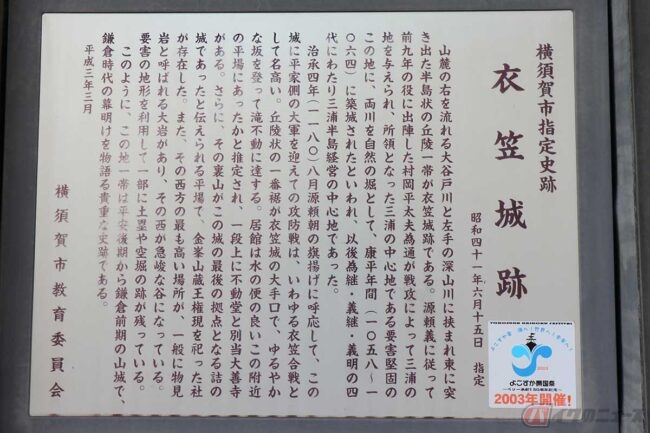 横須賀市指定史跡
衣笠城跡
昭和四十一年六月十五日 指定
山麓の右を流れる大谷戸川と左手の深山川に挟まれ東に突
き出た半島状の丘陵一帯が衣笠城跡である。源頼義に従って
前九年の役に出陣した村岡平太夫為通が戦功によって三浦の
地を与えられ、所領となった三浦の中心地である要害堅固の
この地に、両川を自然の堀として、康平年間(一〇五八~一
〇六四)に築城されたといわれ、以後為継・義継・義明の四
代にわたり三浦半島経営の中心地であった。
治承四年(一一八〇)八月源頼朝の旗揚げに呼応して、この
城に平家側の大軍を迎えての攻防戦は、いわゆる衣笠合戦と
して名高い。丘陵状の一番裾が衣笠城の大手口で、ゆるやか
な坂を登って滝不動に達する。居館は水の便の良いこの附近
の平場にあったかと推定され、一段上に不動堂と別当大善寺
がある。さらに、その裏山がこの城の最後の拠点となる詰の
城であったと伝えられる平場で、金峯山蔵王権現を祀った社
が存在した。また、その西方の最も高い場所が、一般に物見
岩と呼ばれる大岩があり、その西が急峻な谷になっている。
要害の地形を利用して一部に土塁や空堀の跡が残っている。
このように、この地一帯は平安後期から鎌倉前期の山城で、
鎌倉時代の幕明けを物語る貴重な史跡である。
平成三年三月
横須賀市教育委員会
YOKOSUKA KAIKOKU FESTIVAL
2003
よこすか開国祭
2003年開催!
バイクのニュース